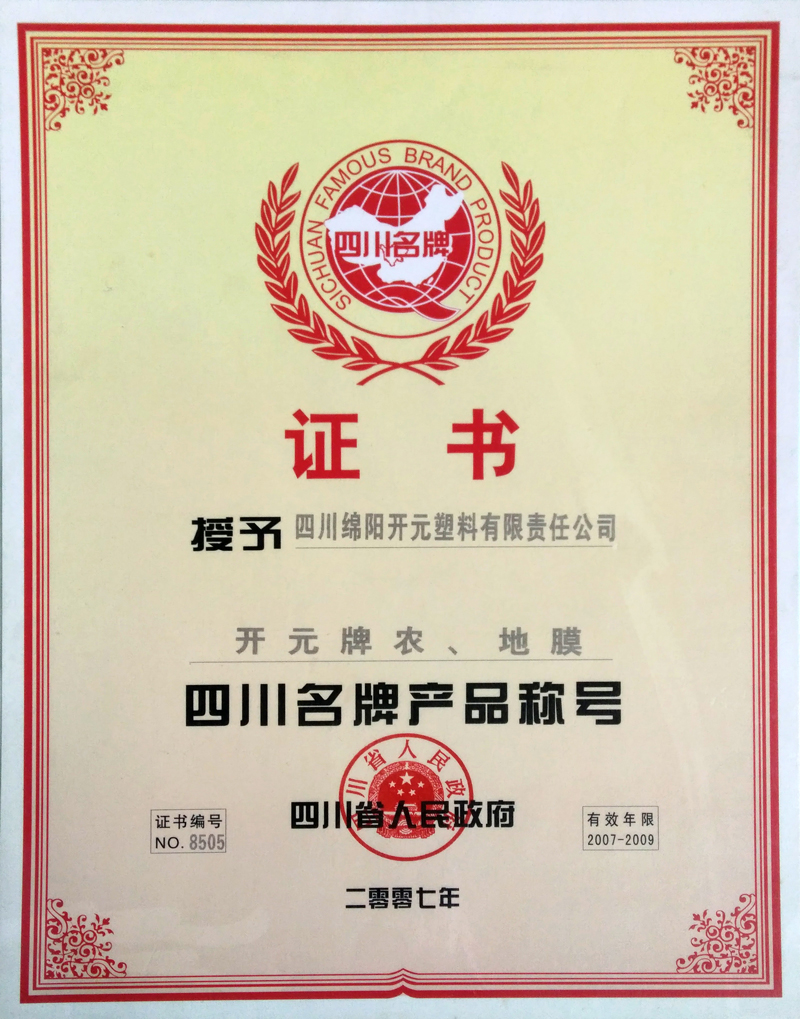 SICHUAN FAMOUS BRAND PRODUCT
四川名牌
证书
授予 四川绵阳开元塑料有限责任公司
开元牌农、地膜
四川名牌产品称号
四川省人民政府
四川省人民政府
证书编号
NO. 8505
有效年限
2007-2009
二零零七年